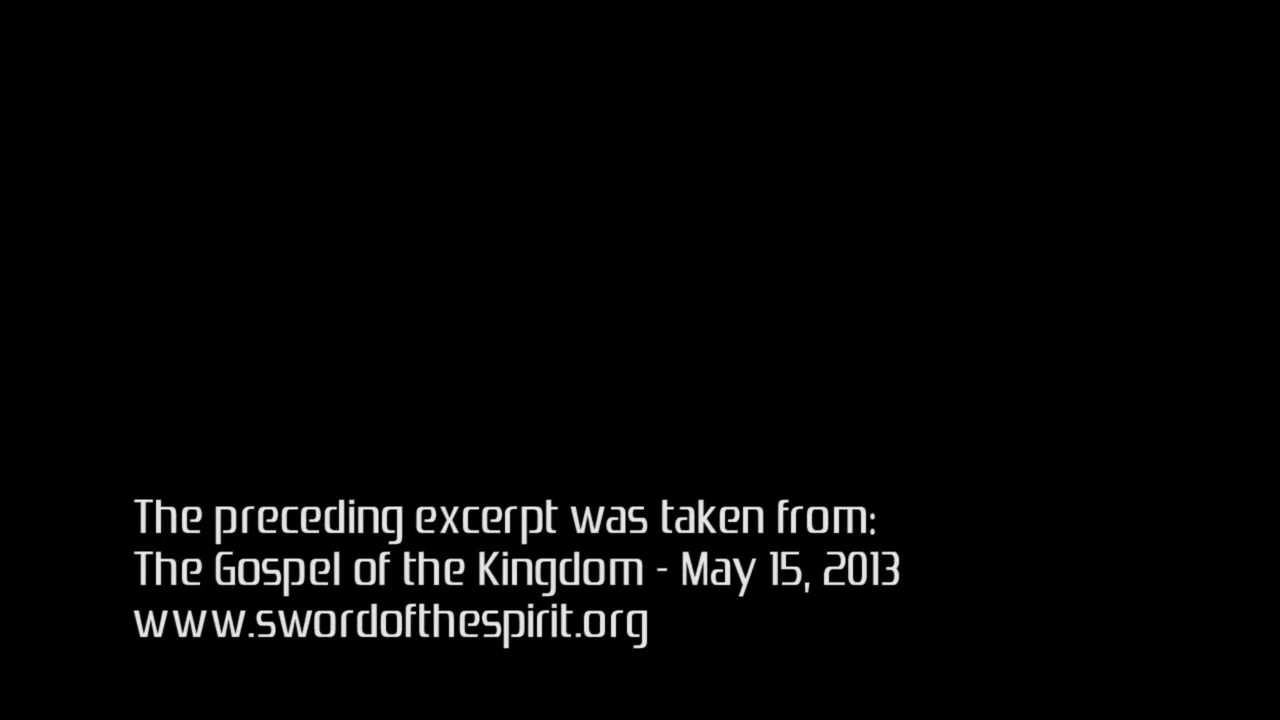 The preceding excerpt was taken from:
The Gospel of the Kingdom - May 15, 2013
www.swordofthespirit.org